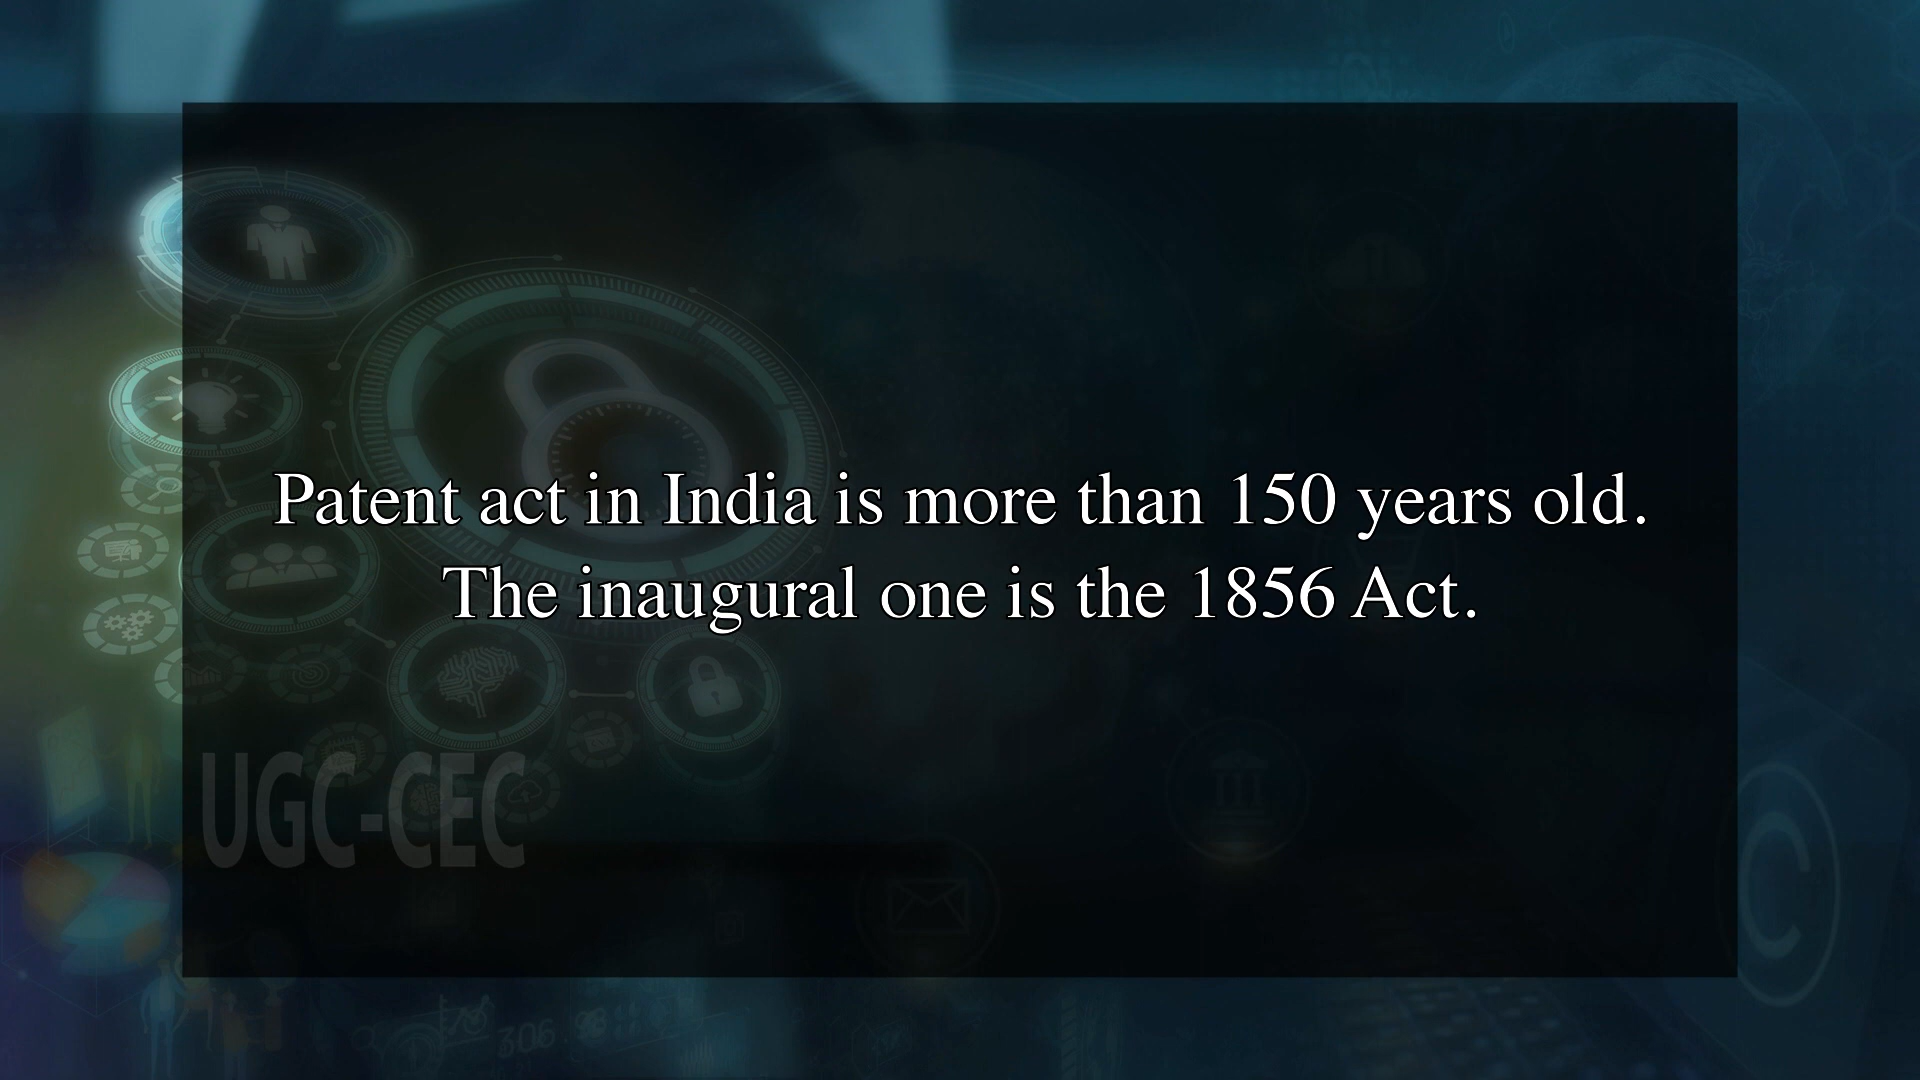 Patent act in India is more than 150 years old.
The inaugural one is the 1856 Act.
UGC-CEC